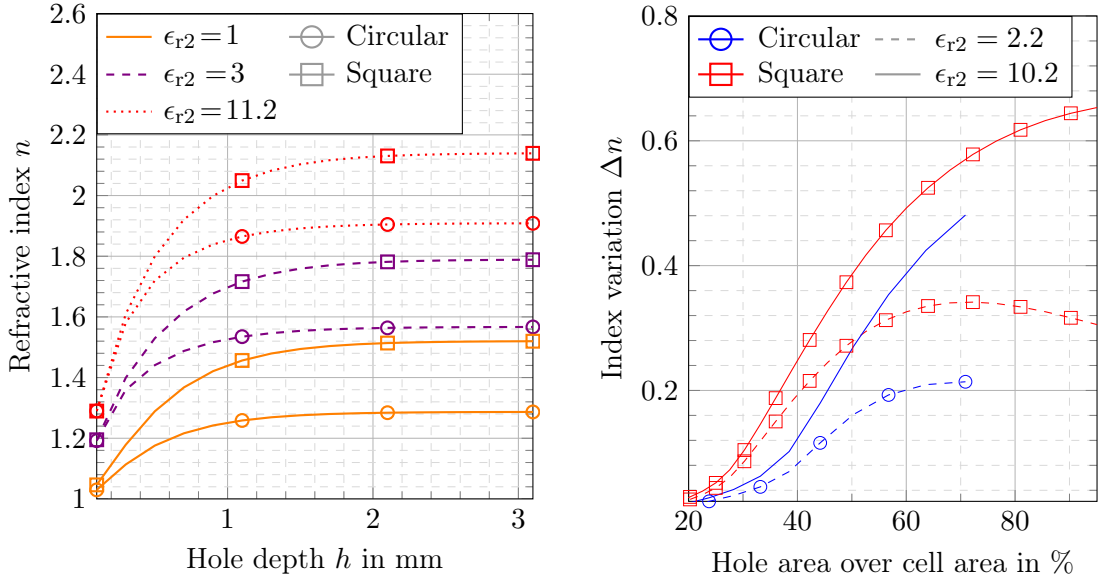 2.6
2.4
2.2
2
1.8
1.6
1.4
1.2
1
Refractive index n
ϵr2 = 1
ϵr2 = 3
ϵr2 = 11.2
Circular
Square
1
2
3
Hole depth h in mm
0.8
0.6
0.4
0.2
Index variation Δn
Circular
Square
ϵr2 = 2.2
ϵr2 = 10.2
20
40
60
80
Hole area over cell area in %